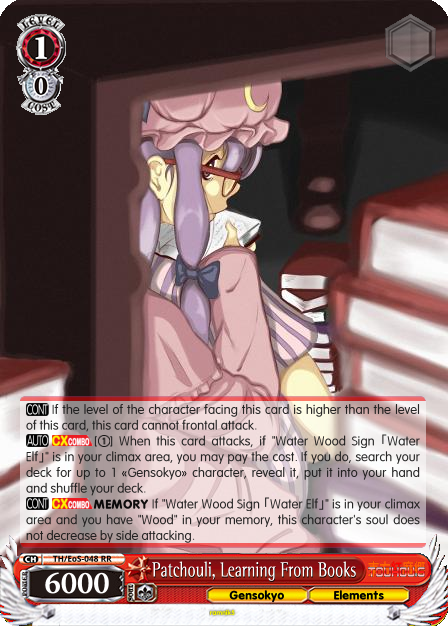 LEVEL
1
0
COST
CONT If the level of the character facing this card is higher than the level
of this card, this card cannot frontal attack.
AUTO CXCOMBO [①] When this card attacks, if "Water Wood Sign「Water
Elf」" is in your climax area, you may pay the cost. If you do, search your
deck for up to 1 «Gensokyo» character, reveal it, put it into your hand
and shuffle your deck.
CONT CXCOMBO MEMORY If "Water Wood Sign「Water Elf」" is in your climax
area and you have "Wood" in your memory, this character's soul does
not decrease by side attacking.
CH TH/EoS-048 RR
POWER 6000 SOUL
Patchouli, Learning From Books
Gensokyo Elements